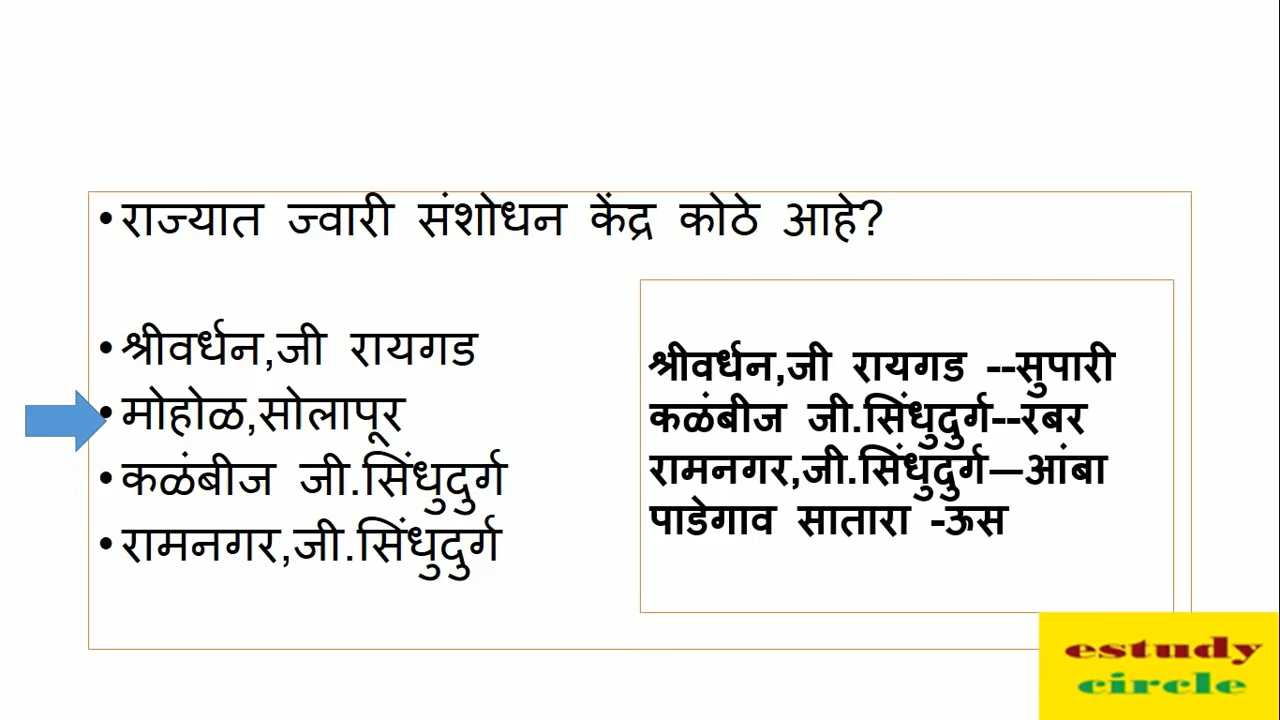 • राज्यात ज्वारी संशोधन केंद्र कोठे आहे?
• श्रीवर्धन,जी रायगड
• मोहोळ,सोलापूर
• कळंबीज जी.सिंधुदुर्ग
• रामनगर,जी.सिंधुदुर्ग
श्रीवर्धन,जी रायगड --सुपारी
कळंबीज जी.सिंधुदुर्ग--रबर
रामनगर,जी.सिंधुदुर्ग—आंबा
पाडेगाव सातारा -ऊस
estudy
circle